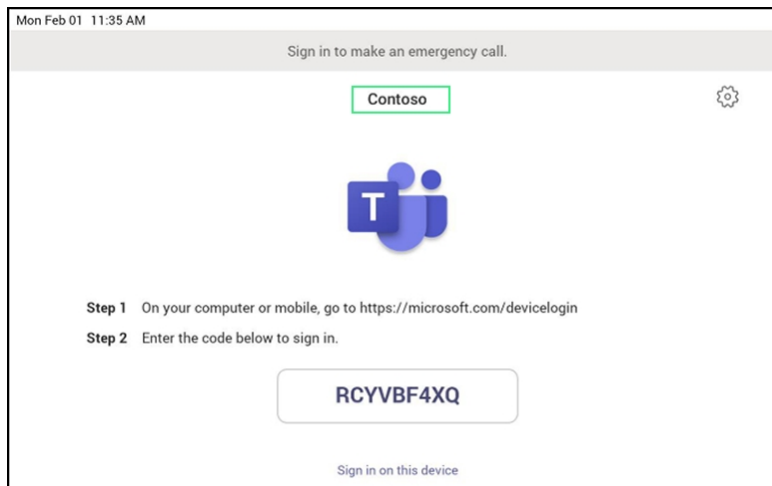 Mon Feb 01 11:35 AM
Sign in to make an emergency call.
Contoso
T
Step 1 On your computer or mobile, go to https://microsoft.com/devicelogin
Step 2 Enter the code below to sign in.
RCYVBF4XQ
Sign in on this device